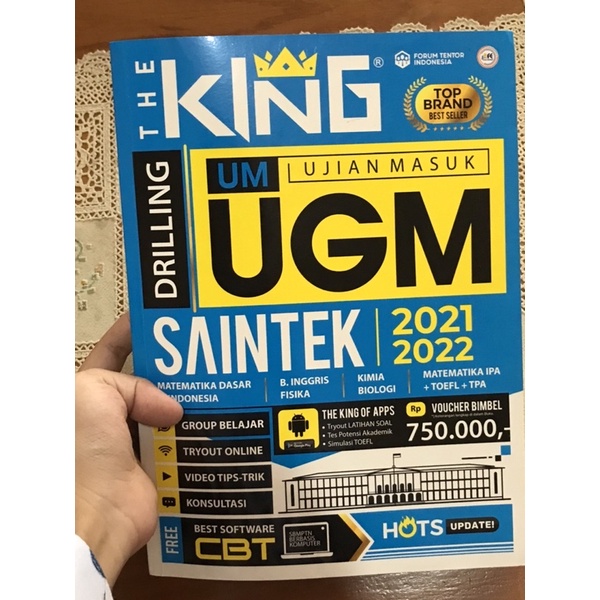 THE KING®
FORUM TENTOR
INDONESIA
TOP
BRAND
BEST SELLER
DRILLING
UM UJIAN MASUK
UGM
SAINTEK
2021
2022
MATEMATIKA DASAR
INDONESIA
B. INGGRIS
FISIKA
KIMIA
BIOLOGI
MATEMATIKA IPA
+ TOEFL + TPA
GROUP BELAJAR
TRYOUT ONLINE
VIDEO TIPS-TRIK
KONSULTASI
THE KING OF APPS
• Tryout LATIHAN SOAL
• Tes Potensi Akademik
• Simulasi TOEFL
Rp VOUCHER BIMBEL
750.000,-
FREE
BEST SOFTWARE
CBT
SBMPTN
BERBASIS
KOMPUTER
HOTS UPDATE!